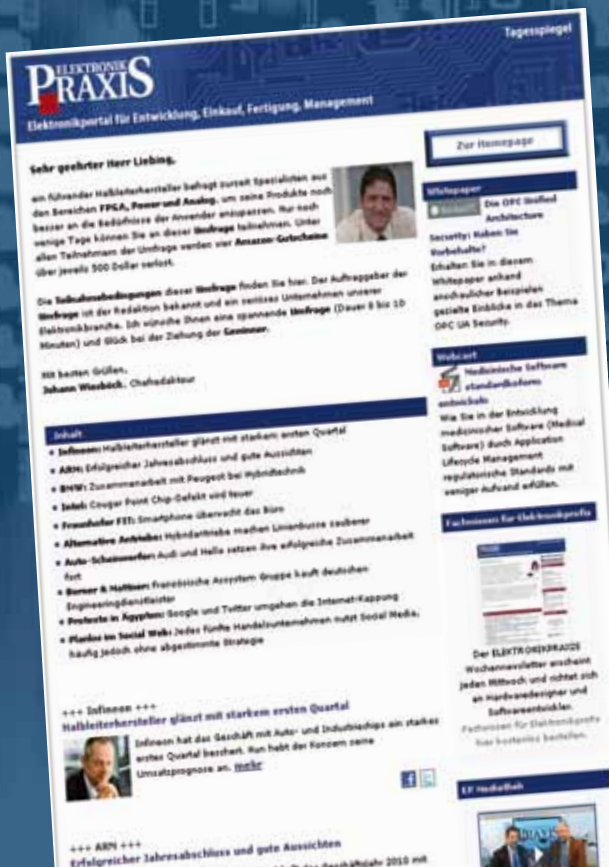 Tagesspiegel
ELEKTRONIK
PRAXIS
Elektronikportal für Entwicklung, Einkauf, Fertigung, Management
Sehr geehrter Herr Liebing,
ein führender Halbleiterhersteller befragt zurzeit Spezialisten aus
den Bereichen FPGA, Power und Analog, um seine Produkte noch
besser an die Bedürfnisse der Anwender anzupassen. Nur noch
wenige Tage können Sie an dieser Umfrage teilnehmen. Unter
allen Teilnehmern der Umfrage werden vier Amazon-Gutscheine
über jeweils 500 Dollar verlost.
Die Teilnahmebedingungen dieser Umfrage finden Sie hier. Der Auftraggeber der
Umfrage ist der Redaktion bekannt und ein seriöses Unternehmen unserer
Elektronikbranche. Ich wünsche Ihnen eine spannende Umfrage (Dauer 8 bis 10
Minuten) und Glück bei der Ziehung der Gewinner.
Mit besten Grüßen,
Johann Wiesböck, Chefredakteur
Inhalt
• Infineon: Halbleiterhersteller glänzt mit starkem ersten Quartal
• ARM: Erfolgreicher Jahresabschluss und gute Aussichten
• BMW: Zusammenarbeit mit Peugeot bei Hybridtechnik
• Intel: Cougar Point Chip-Defekt wird teuer
• Fraunhofer FIT: Smartphone überwacht das Büro
• Alternative Antriebe: Hybridantriebe machen Linienbusse sauberer
• Auto-Scheinwerfer: Audi und Hella setzen ihre erfolgreiche Zusammenarbeit
fort
• Berner & Mattner: Französische Assystem Gruppe kauft deutschen
Engineeringdienstleister
• Proteste in Ägypten: Google und Twitter umgehen die Internet-Kappung
• Planlos im Social Web: Jedes fünfte Handelsunternehmen nutzt Social Media,
häufig jedoch ohne abgestimmte Strategie
+++ Infineon +++
Halbleiterhersteller glänzt mit starkem ersten Quartal
Infineon hat das Geschäft mit Auto- und Industriechips ein starkes
erstes Quartal beschert. Nun hebt der Konzern seine
Umsatzprognose an. mehr
+++ ARM +++
Erfolgreicher Jahresabschluss und gute Aussichten
Geschäftsjahr 2010 mit
Zur Homepage
Whitepaper
Die OPC Unified
Architecture
Security: Haben Sie
Vorbehalte?
Erhalten Sie in diesem
Whitepaper anhand
anschaulicher Beispielen
gezielte Einblicke in das Thema
OPC UA Security.
Webcast
Medizinische Software
standardkoform
entwickeln
Wie Sie in der Entwicklung
medizinischer Software (Medical
Software) durch Application
Lifecycle Management
regulatorische Standards mit
weniger Aufwand erfüllen.
Fachwissen für Elektronikprofis
Der ELEKTRONIKPRAXIS
Wochennewsletter erscheint
jeden Mittwoch und richtet sich
an Hardwaredesigner und
Softwareentwickler.
Fachwissen für Elektronikprofis
hier kostenlos bestellen.
EP Mediathek
PRAXIS